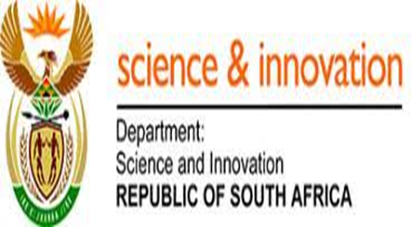 science & innovation
Department:
Science and Innovation
REPUBLIC OF SOUTH AFRICA